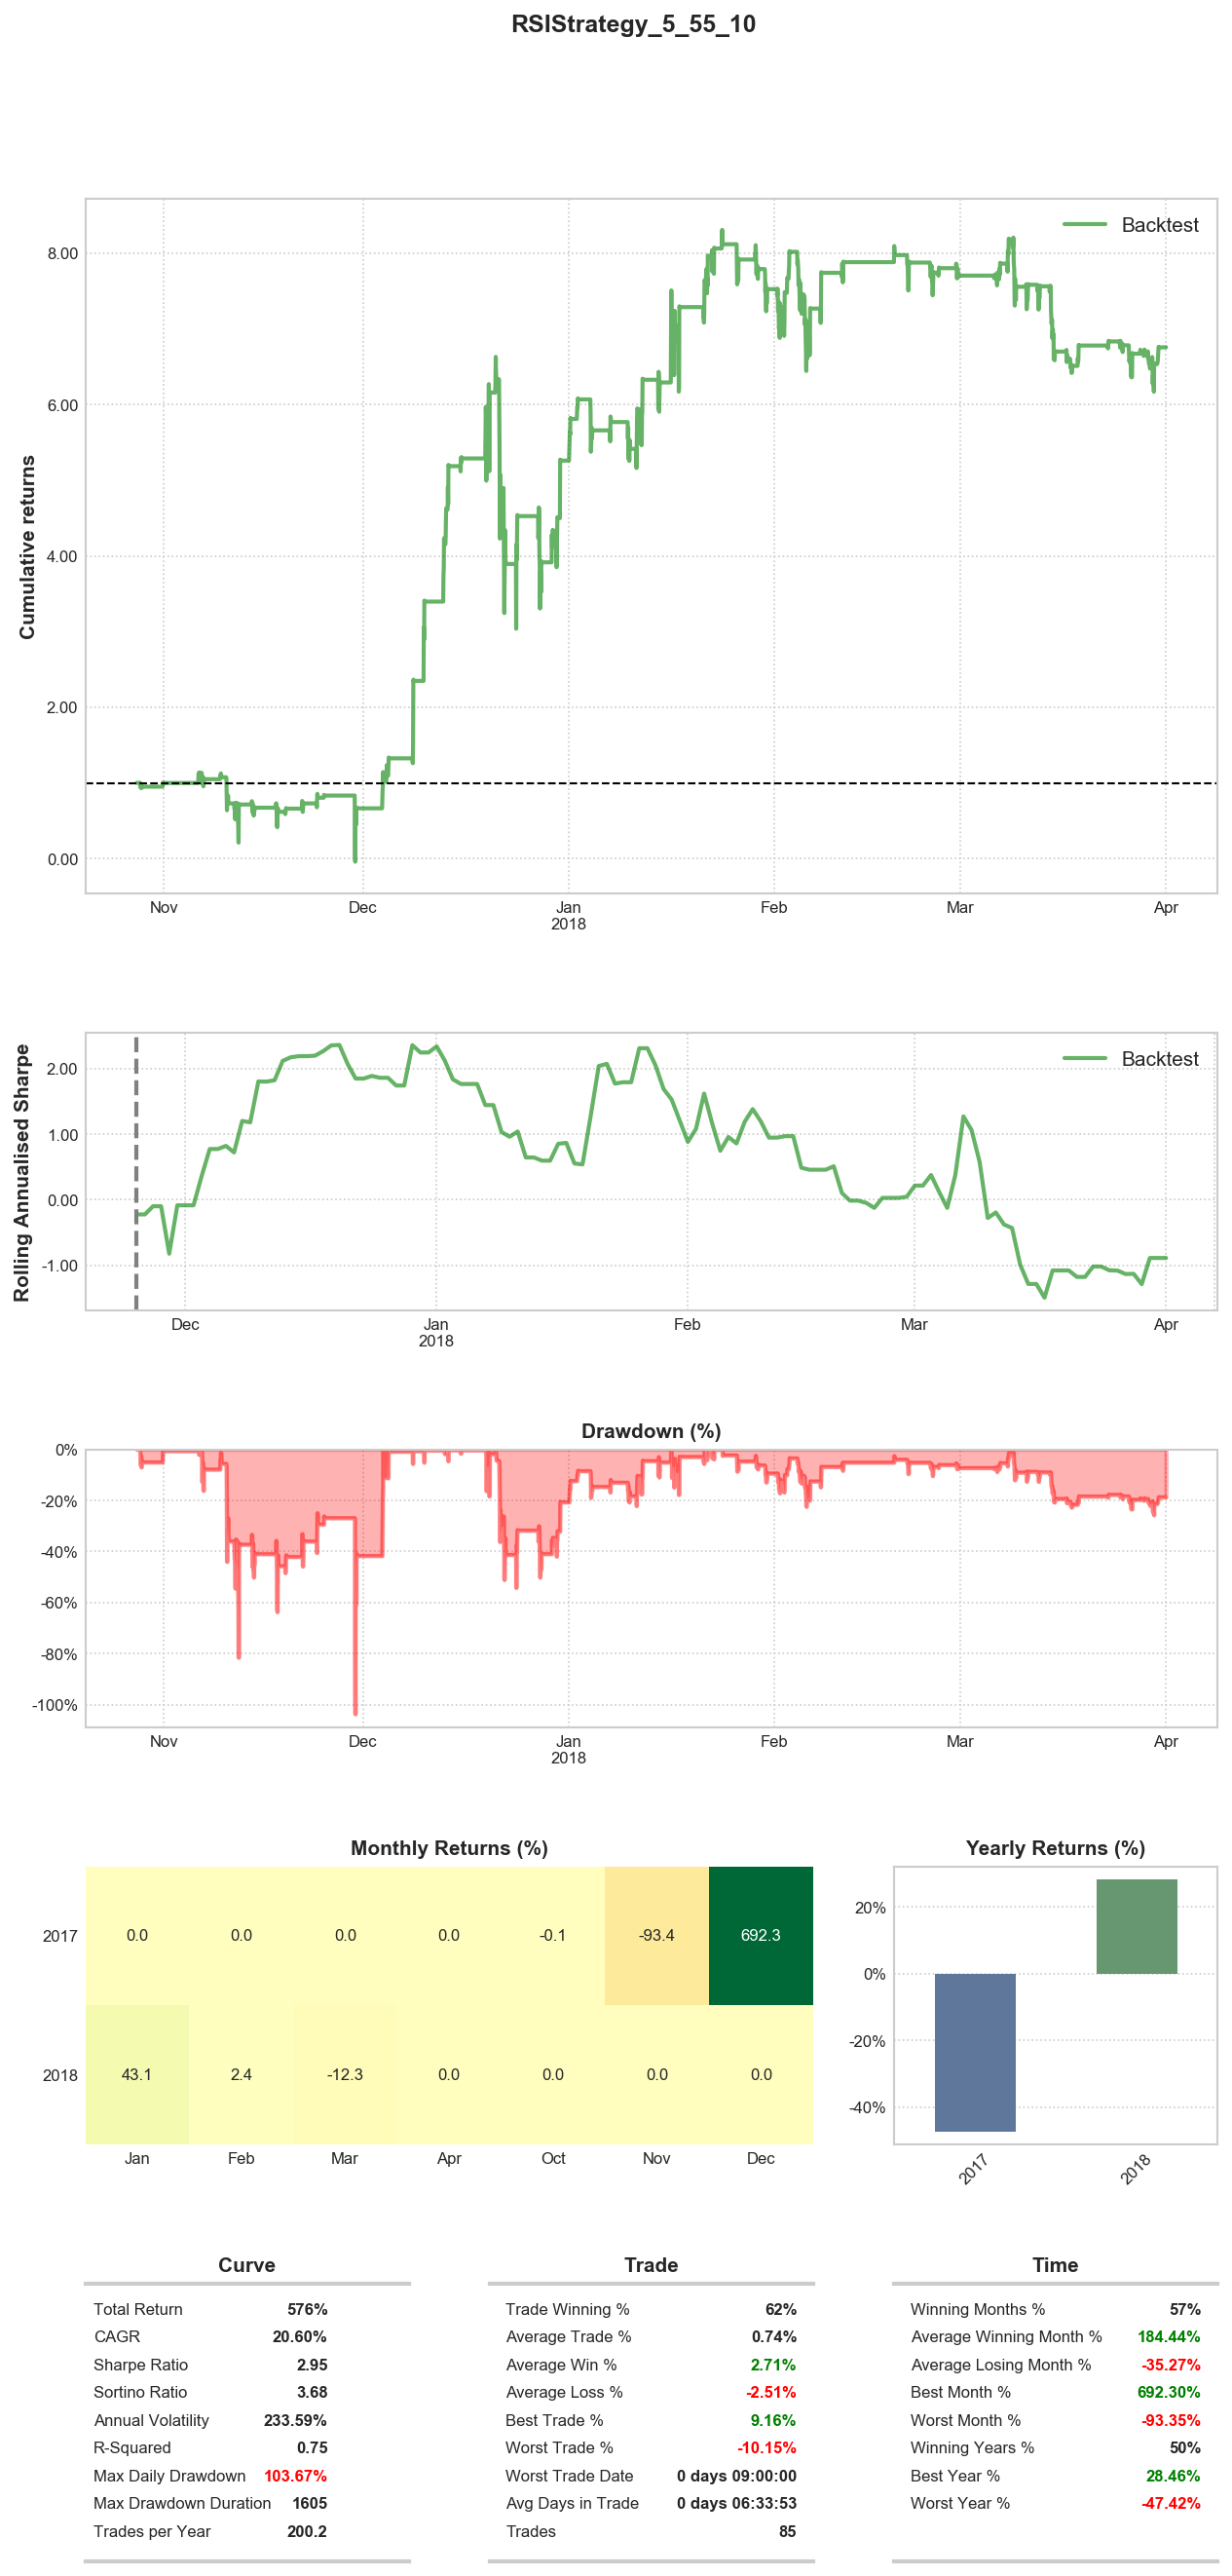 RSIStrategy_5_55_10
Backtest
Cumulative returns
8.00
6.00
4.00
2.00
0.00
Nov Dec Jan Feb Mar Apr
2018
Backtest
Rolling Annualised Sharpe
2.00
1.00
0.00
-1.00
Dec Jan Feb Mar Apr
2018
Drawdown (%)
0%
-20%
-40%
-60%
-80%
-100%
Nov Dec Jan Feb Mar Apr
2018
Monthly Returns (%)
2017 0.0 0.0 0.0 0.0 -0.1 -93.4 692.3
2018 43.1 2.4 -12.3 0.0 0.0 0.0 0.0
Jan Feb Mar Apr Oct Nov Dec
Yearly Returns (%)
20%
0%
-20%
-40%
2017 2018
Curve
Total Return 576%
CAGR 20.60%
Sharpe Ratio 2.95
Sortino Ratio 3.68
Annual Volatility 233.59%
R-Squared 0.75
Max Daily Drawdown 103.67%
Max Drawdown Duration 1605
Trades per Year 200.2
Trade
Trade Winning % 62%
Average Trade % 0.74%
Average Win % 2.71%
Average Loss % -2.51%
Best Trade % 9.16%
Worst Trade % -10.15%
Worst Trade Date 0 days 09:00:00
Avg Days in Trade 0 days 06:33:53
Trades 85
Time
Winning Months % 57%
Average Winning Month % 184.44%
Average Losing Month % -35.27%
Best Month % 692.30%
Worst Month % -93.35%
Winning Years % 50%
Best Year % 28.46%
Worst Year % -47.42%